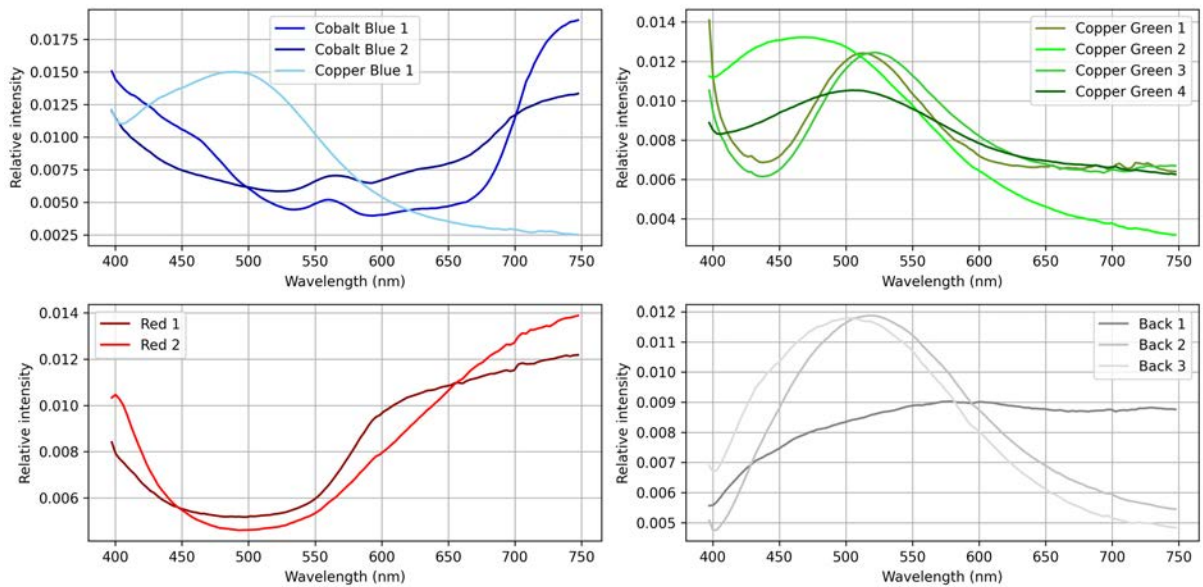 Relative intensity
0.0175
0.0150
0.0125
0.0100
0.0075
0.0050
0.0025
Cobalt Blue 1
Cobalt Blue 2
Copper Blue 1
400 450 500 550 600 650 700 750
Wavelength (nm)
Relative intensity
0.014
0.012
0.010
0.008
0.006
0.004
Copper Green 1
Copper Green 2
Copper Green 3
Copper Green 4
400 450 500 550 600 650 700 750
Wavelength (nm)
Relative intensity
0.014
0.012
0.010
0.008
0.006
Red 1
Red 2
400 450 500 550 600 650 700 750
Wavelength (nm)
Relative intensity
0.012
0.011
0.010
0.009
0.008
0.007
0.006
0.005
Back 1
Back 2
Back 3
400 450 500 550 600 650 700 750
Wavelength (nm)